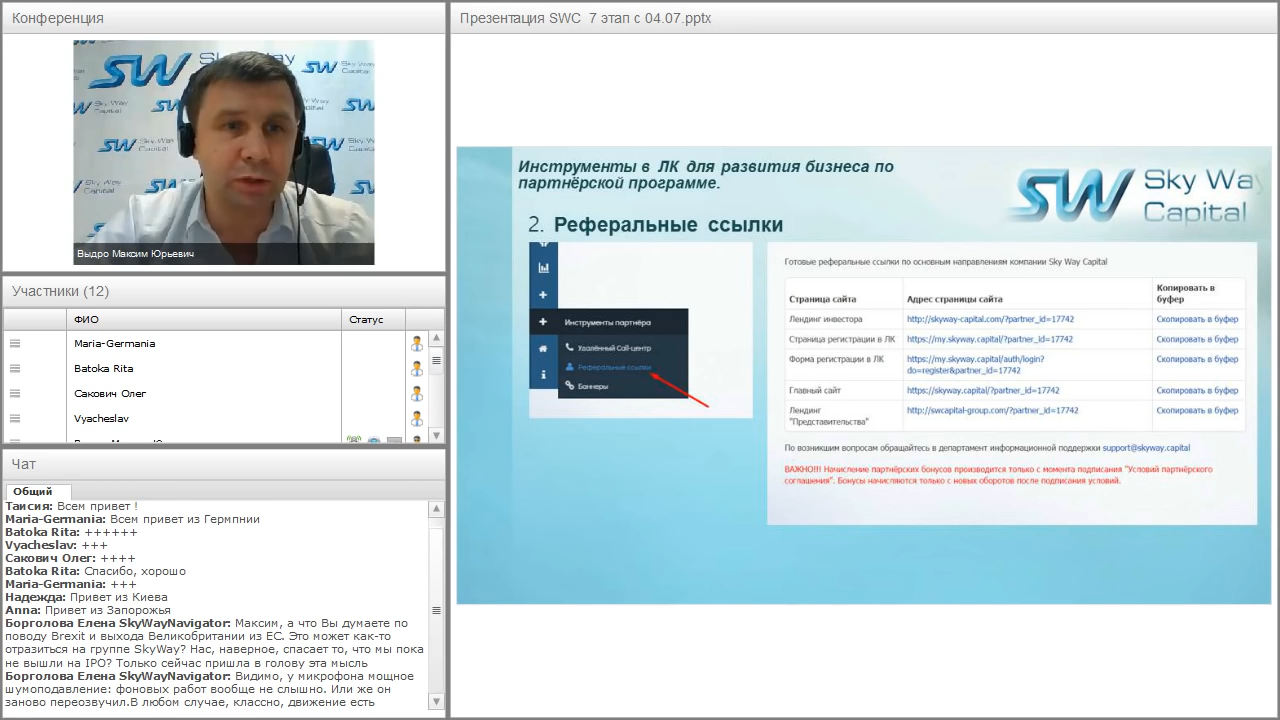 Конференция
SW Sky Way Capital
Выдро Максим Юрьевич
Участники (12)
ФИО
Статус
Maria-Germania
Batoka Rita
Сакович Олег
Vyacheslav
Чат
Общий
Таисия: Всем привет !
Maria-Germania: Всем привет из Гермпнии
Batoka Rita: ++++++
Vyacheslav: +++
Сакович Олег: ++++
Batoka Rita: Спасибо, хорошо
Maria-Germania: +++
Надежда: Привет из Киева
Anna: Привет из Запорожья
Борголова Елена SkyWayNavigator: Максим, а что Вы думаете по
поводу Brexit и выхода Великобритании из ЕС. Это может как-то
отразиться на группе SkyWay? Нас, наверное, спасает то, что мы пока
не вышли на IPO? Только сейчас пришла в голову эта мысль
Борголова Елена SkyWayNavigator: Видимо, у микрофона мощное
шумоподавление: фоновых работ вообще не слышно. Или же он
заново переозвучил.В любом случае, классно, движение есть
Презентация SWC 7 этап с 04.07.pptx
Инструменты в ЛК для развития бизнеса по
партнёрской программе.
SW Sky Way
Capital
2. Реферальные ссылки
Инструменты партнёра
Удалённый Call-центр
Реферальные ссылки
Баннеры
Готовые реферальные ссылки по основным направлениям компании Sky Way Capital
Страница сайта Адрес страницы сайта Копировать в
буфер
Лендинг инвестора http://skyway-capital.com/?partner_id=17742 Скопировать в буфер
Страница регистрации в ЛК https://my.skyway.capital/?partner_id=17742 Скопировать в буфер
Форма регистрации в ЛК https://my.skyway.capital/auth/login? Скопировать в буфер
do=register&partner_id=17742
Главный сайт https://skyway.capital/?partner_id=17742 Скопировать в буфер
Лендинг http://swcapital-group.com/?partner_id=17742 Скопировать в буфер
"Представительства"
По возникшим вопросам обращайтесь в департамент информационной поддержки support@skyway.capital
ВАЖНО!!! Начисление партнёрских бонусов производится только с момента подписания "Условий партнёрского
соглашения". Бонусы начисляются только с новых оборотов после подписания условий.